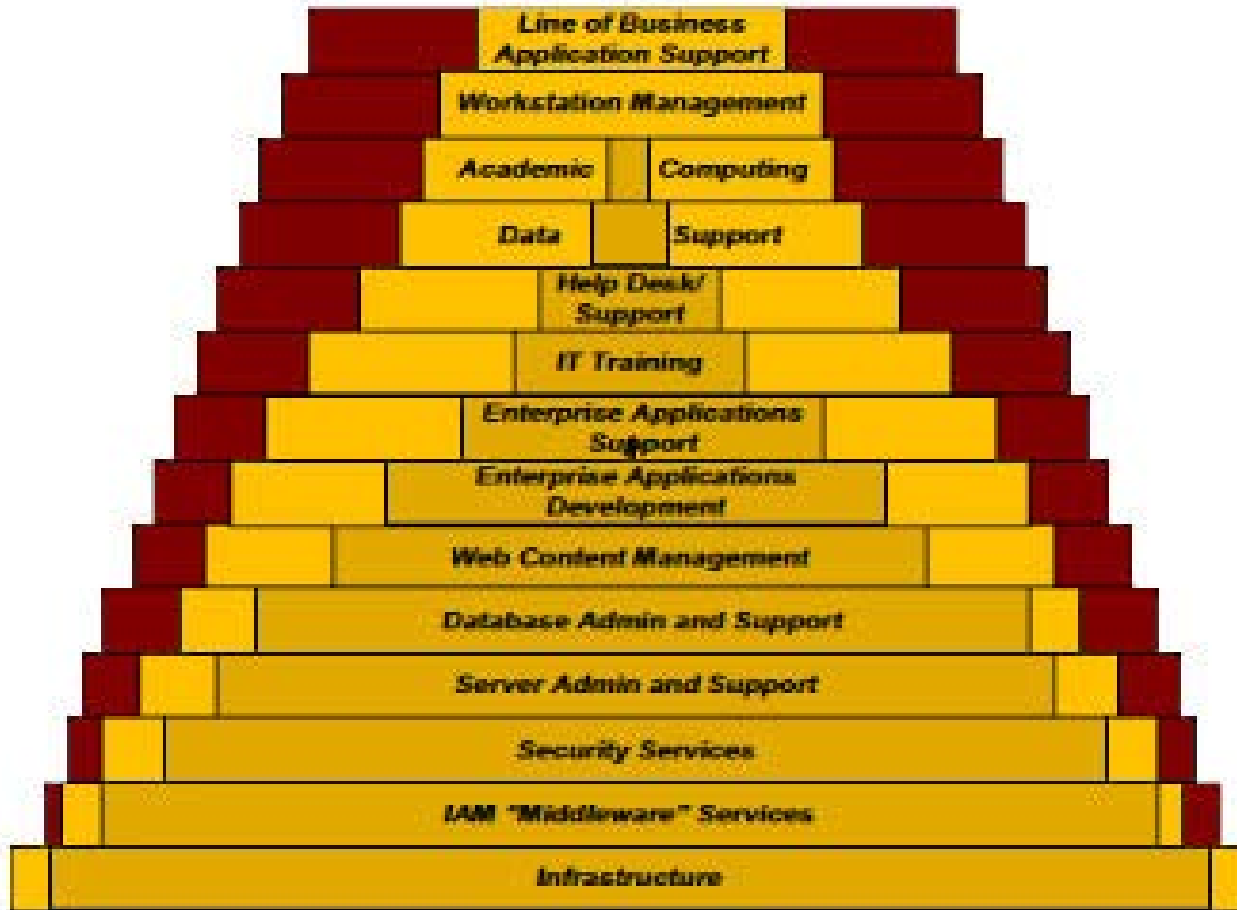 Line of Business
Application Support
Workstation Management
Academic Computing
Data Support
Help Desk/
Support
IT Training
Enterprise Applications
Support
Enterprise Applications
Development
Web Content Management
Database Admin and Support
Server Admin and Support
Security Services
IAM "Middleware" Services
Infrastructure